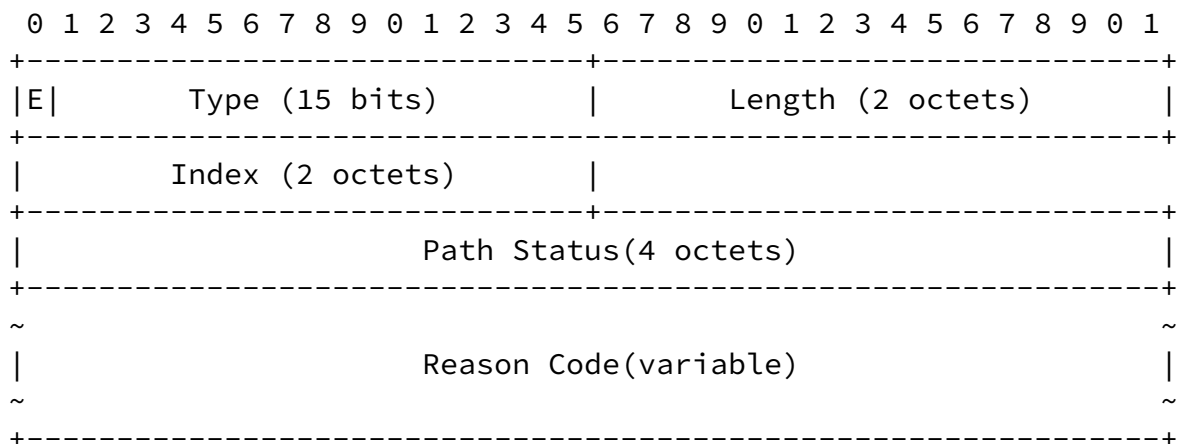 0 1 2 3 4 5 6 7 8 9 0 1 2 3 4 5 6 7 8 9 0 1 2 3 4 5 6 7 8 9 0 1
+-------------------------------+-------------------------------+
|E| Type (15 bits) | Length (2 octets) |
+---------------------------------------------------------------+
| Index (2 octets) |
+-------------------------------+-------------------------------+
| Path Status(4 octets) |
+---------------------------------------------------------------+
~ ~
| Reason Code(variable) |
~ ~
+---------------------------------------------------------------+